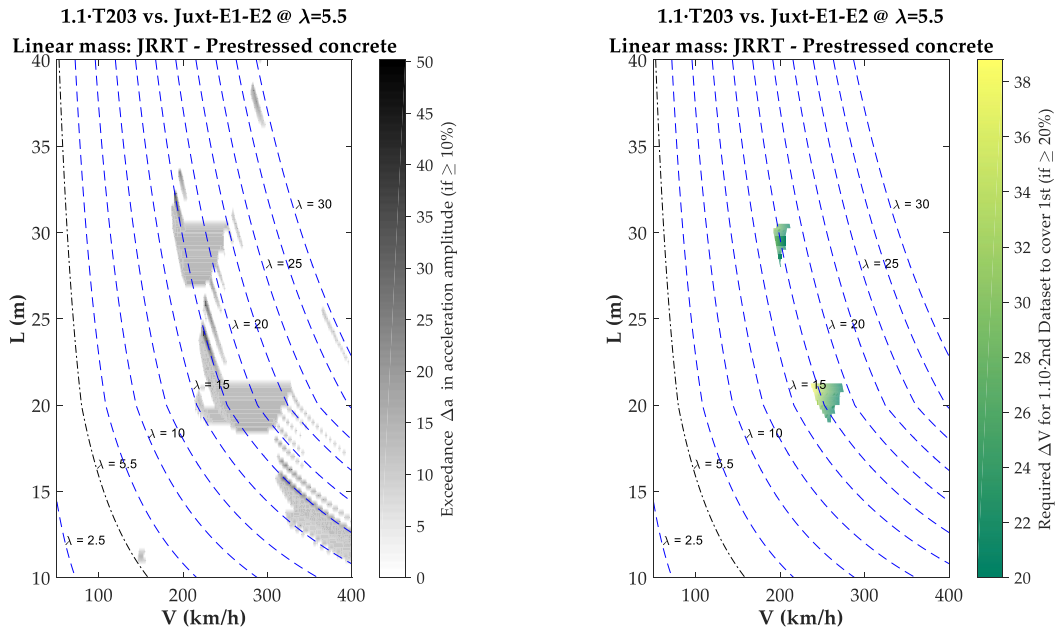 1.1·T203 vs. Juxt-E1-E2 @ λ=5.5
Linear mass: JRRT - Prestressed concrete
40
35
30
25
20
15
10
L (m)
100
200
300
400
V (km/h)
λ = 30
λ = 25
λ = 20
λ = 15
λ = 10
λ = 5.5
λ = 2.5
50
45
40
35
30
25
20
15
10
5
0
Exceedance Δa in acceleration amplitude (if ≥ 10%)
1.1·T203 vs. Juxt-E1-E2 @ λ=5.5
Linear mass: JRRT - Prestressed concrete
40
35
30
25
20
15
10
L (m)
100
200
300
400
V (km/h)
λ = 30
λ = 25
λ = 20
λ = 15
λ = 10
λ = 5.5
λ = 2.5
38
36
34
32
30
28
26
24
22
20
Required ΔV for 1.10·2nd Dataset to cover 1st (if ≥ 20%)